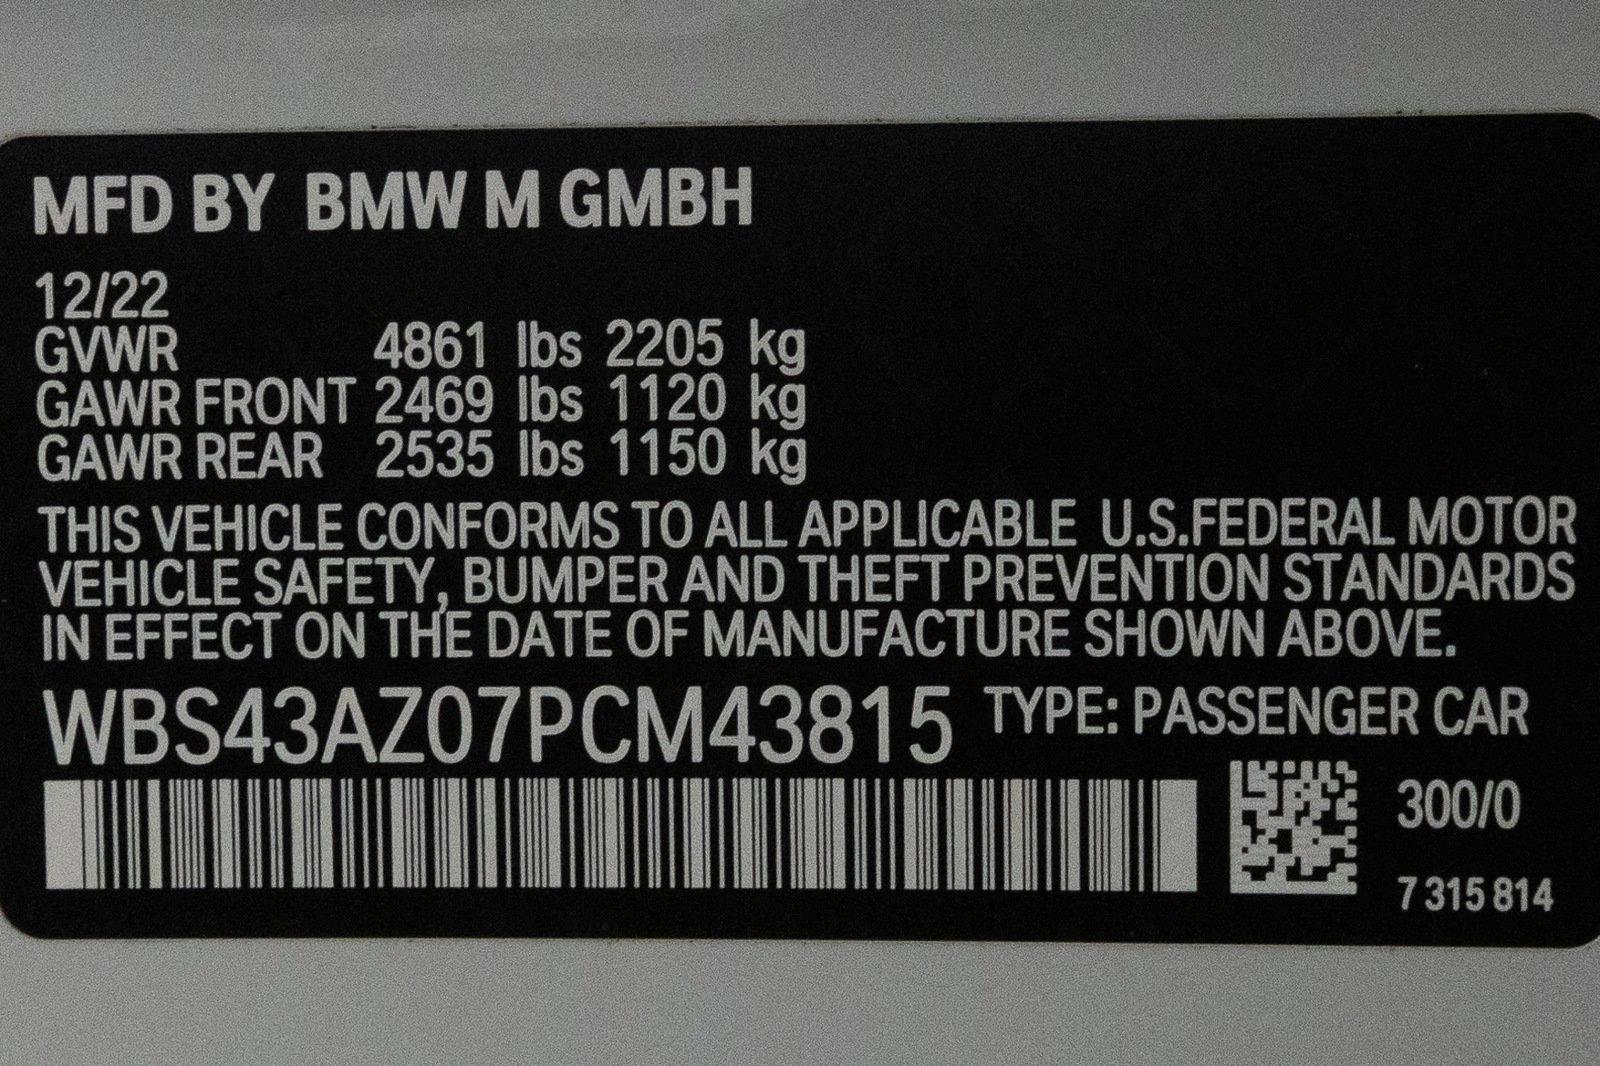 MFD BY BMW M GMBH
12/22
GVWR 4861 lbs 2205 kg
GAWR FRONT 2469 lbs 1120 kg
GAWR REAR 2535 lbs 1150 kg
THIS VEHICLE CONFORMS TO ALL APPLICABLE U.S.FEDERAL MOTOR
VEHICLE SAFETY, BUMPER AND THEFT PREVENTION STANDARDS
IN EFFECT ON THE DATE OF MANUFACTURE SHOWN ABOVE.
WBS43AZ07PCM43815 TYPE: PASSENGER CAR
300/0
7 315 814